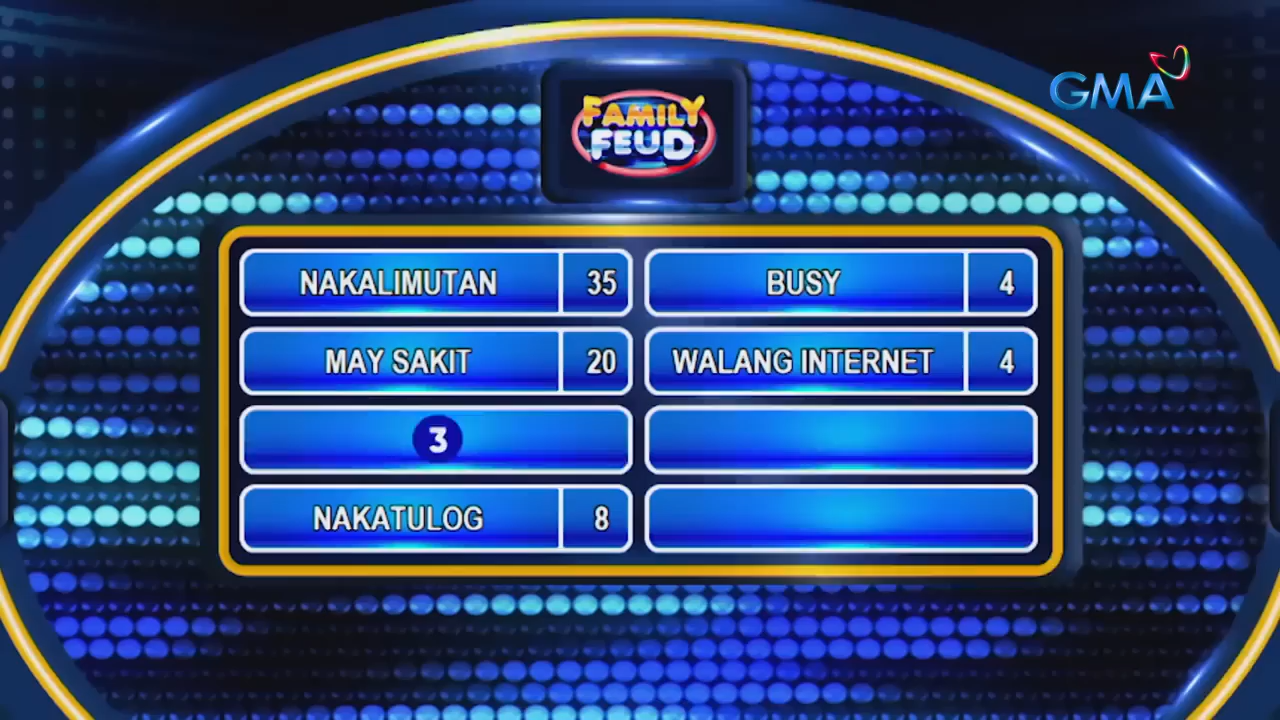 GMA
FAMILY
FEUD
NAKALIMUTAN 35
BUSY 4
MAY SAKIT 20
WALANG INTERNET 4
3
NAKATULOG 8